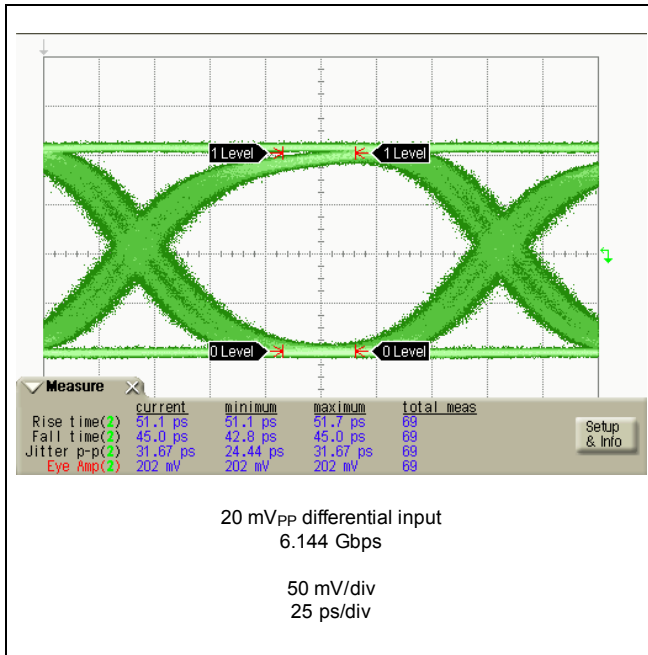 1 Level 1 Level
0 Level 0 Level
Measure
current minimum maximum total meas
Rise time(2) 51.1 ps 51.1 ps 51.7 ps 69
Fall time(2) 45.0 ps 42.8 ps 45.0 ps 69
Jitter p-p(2) 31.67 ps 24.44 ps 31.67 ps 69
Eye Amp(2) 202 mV 202 mV 202 mV 69
Setup
& Info
20 mVPP differential input
6.144 Gbps
50 mV/div
25 ps/div